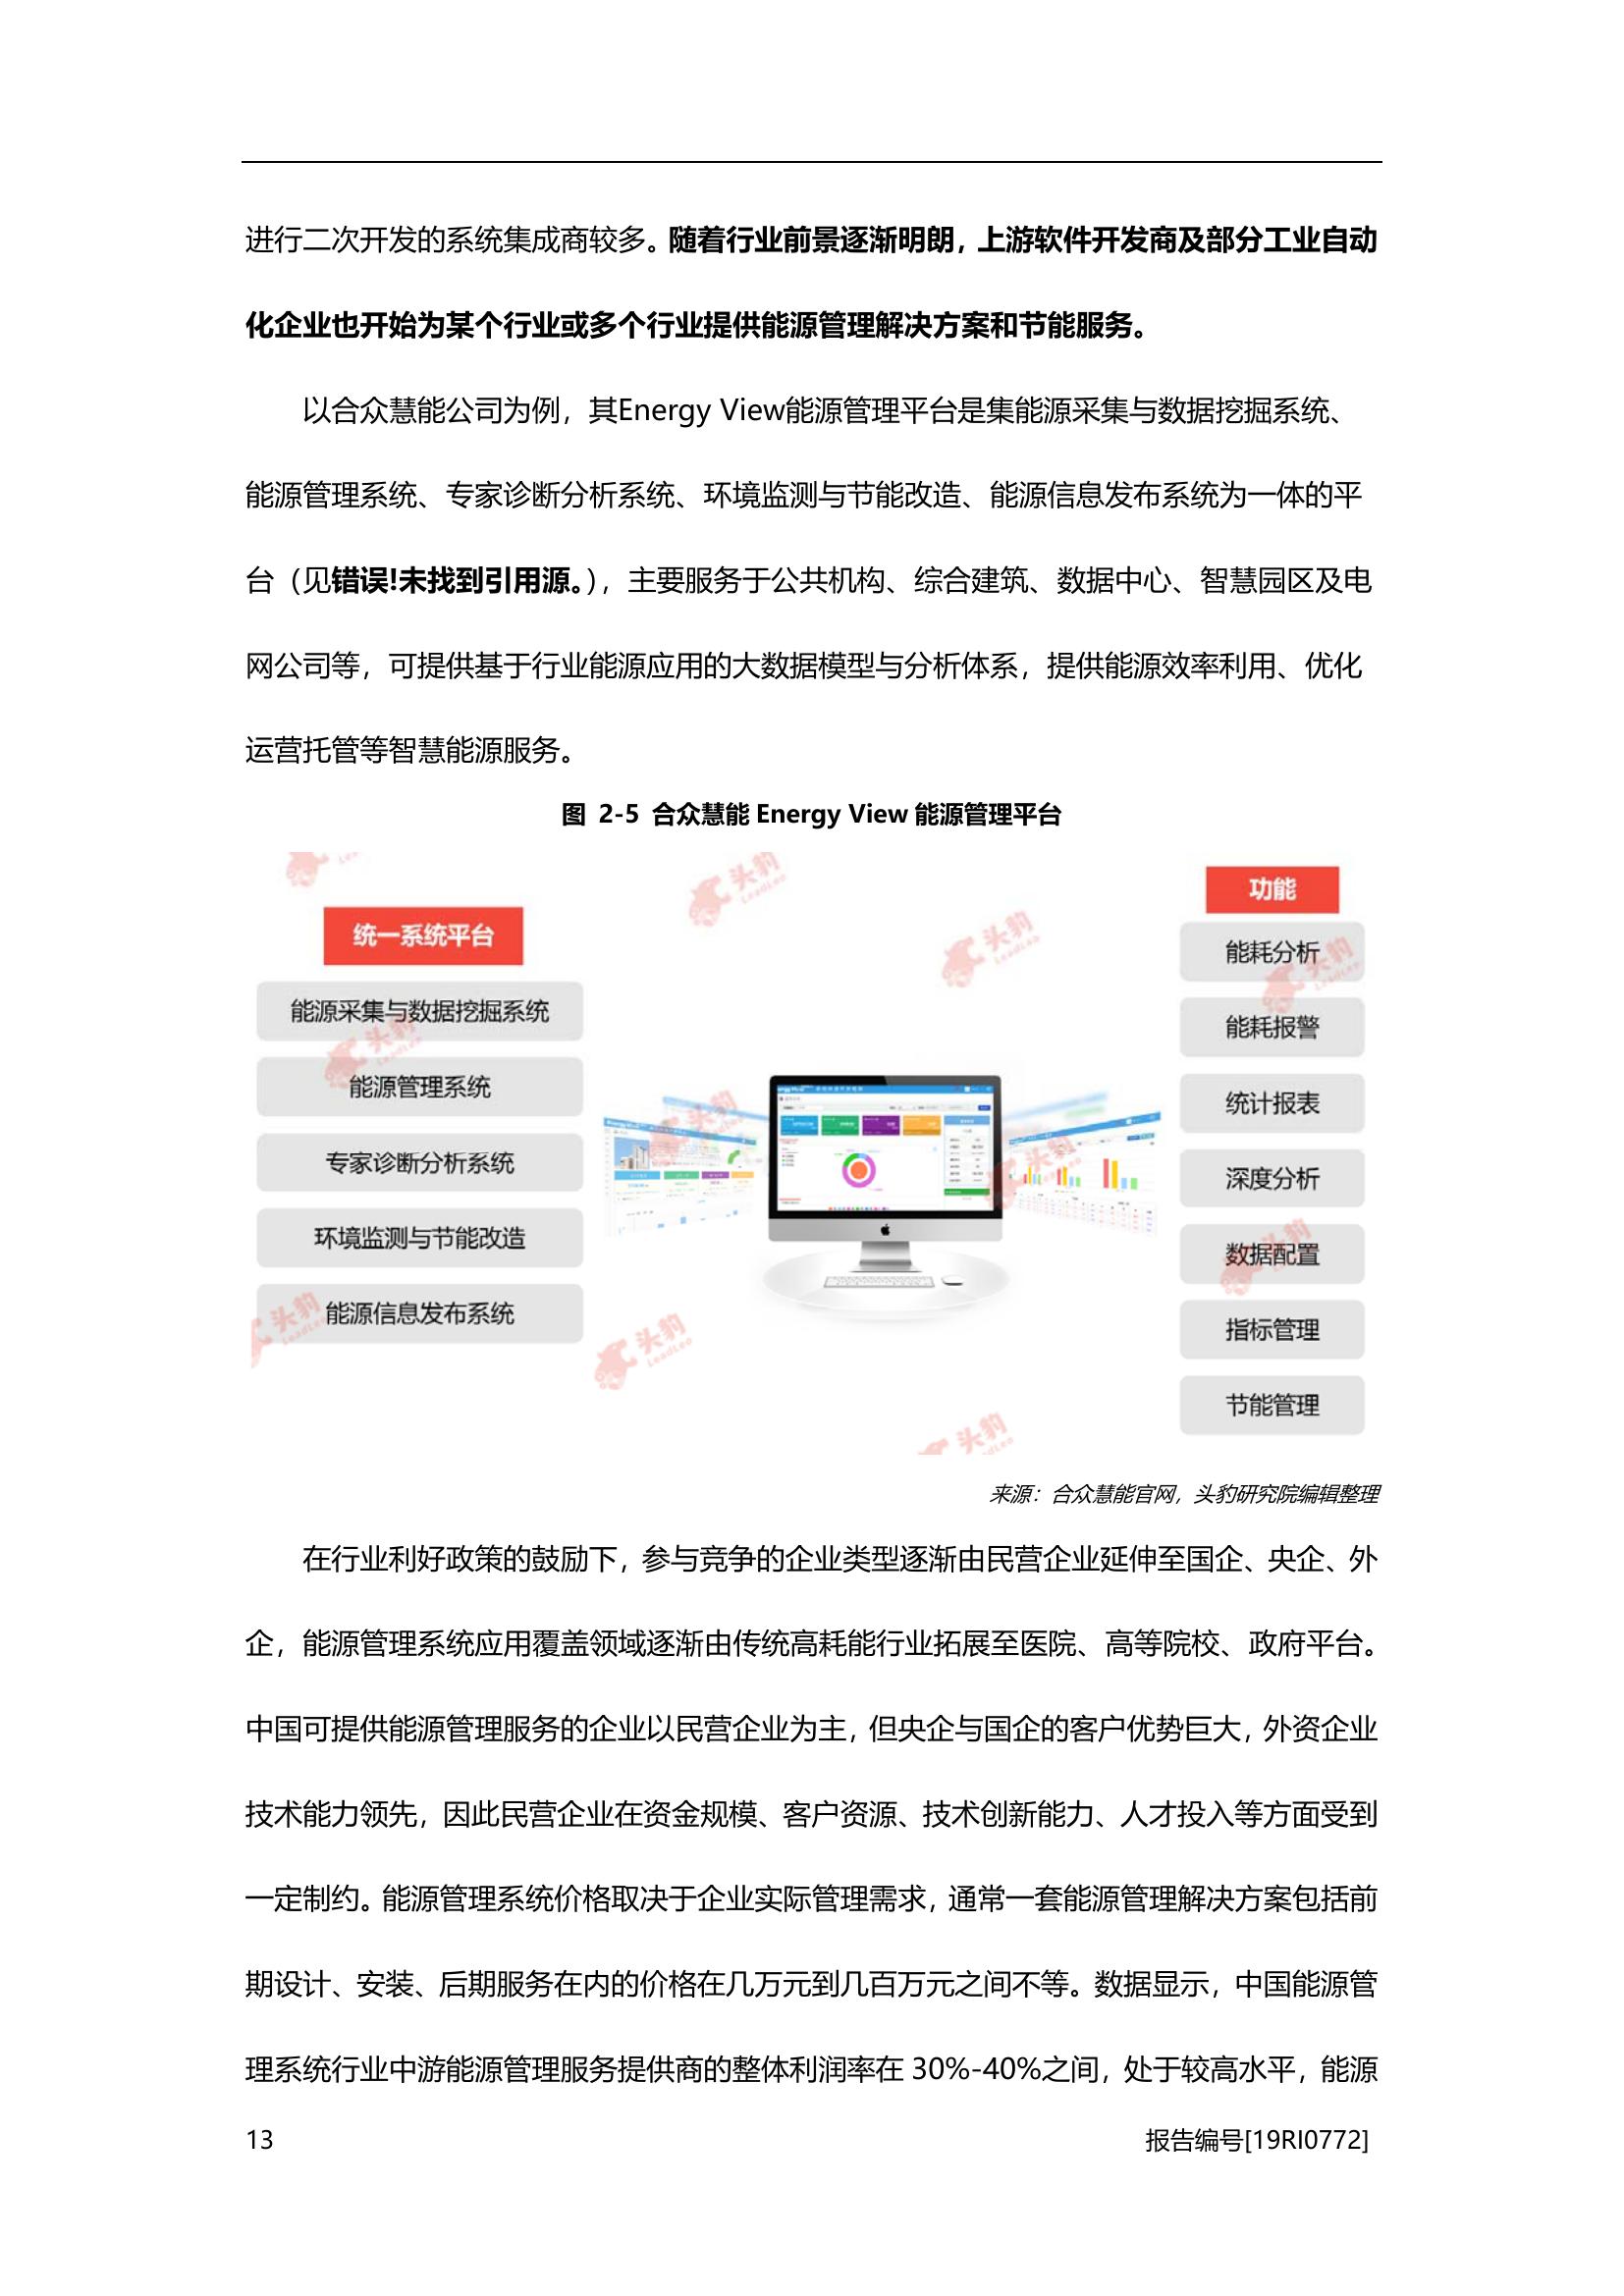 进行二次开发的系统集成商较多。随着行业前景逐渐明朗，上游软件开发商及部分工业自动
化企业也开始为某个行业或多个行业提供能源管理解决方案和节能服务。
以合众慧能公司为例，其Energy View能源管理平台是集能源采集与数据挖掘系统、
能源管理系统、专家诊断分析系统、环境监测与节能改造、能源信息发布系统为一体的平
台（见错误!未找到引用源。），主要服务于公共机构、综合建筑、数据中心、智慧园区及电
网公司等，可提供基于行业能源应用的大数据模型与分析体系，提供能源效率利用、优化
运营托管等智慧能源服务。
图 2-5 合众慧能 Energy View 能源管理平台
统一系统平台
能源采集与数据挖掘系统
能源管理系统
专家诊断分析系统
环境监测与节能改造
能源信息发布系统
功能
能耗分析
能耗报警
统计报表
深度分析
数据配置
指标管理
节能管理
头豹
LeadLeo
来源：合众慧能官网，头豹研究院编辑整理
在行业利好政策的鼓励下，参与竞争的企业类型逐渐由民营企业延伸至国企、央企、外
企，能源管理系统应用覆盖领域逐渐由传统高耗能行业拓展至医院、高等院校、政府平台。
中国可提供能源管理服务的企业以民营企业为主，但央企与国企的客户优势巨大，外资企业
技术能力领先，因此民营企业在资金规模、客户资源、技术创新能力、人才投入等方面受到
一定制约。能源管理系统价格取决于企业实际管理需求，通常一套能源管理解决方案包括前
期设计、安装、后期服务在内的价格在几万元到几百万元之间不等。数据显示，中国能源管
理系统行业中游能源管理服务提供商的整体利润率在 30%-40%之间，处于较高水平，能源
13
报告编号[19RI0772]